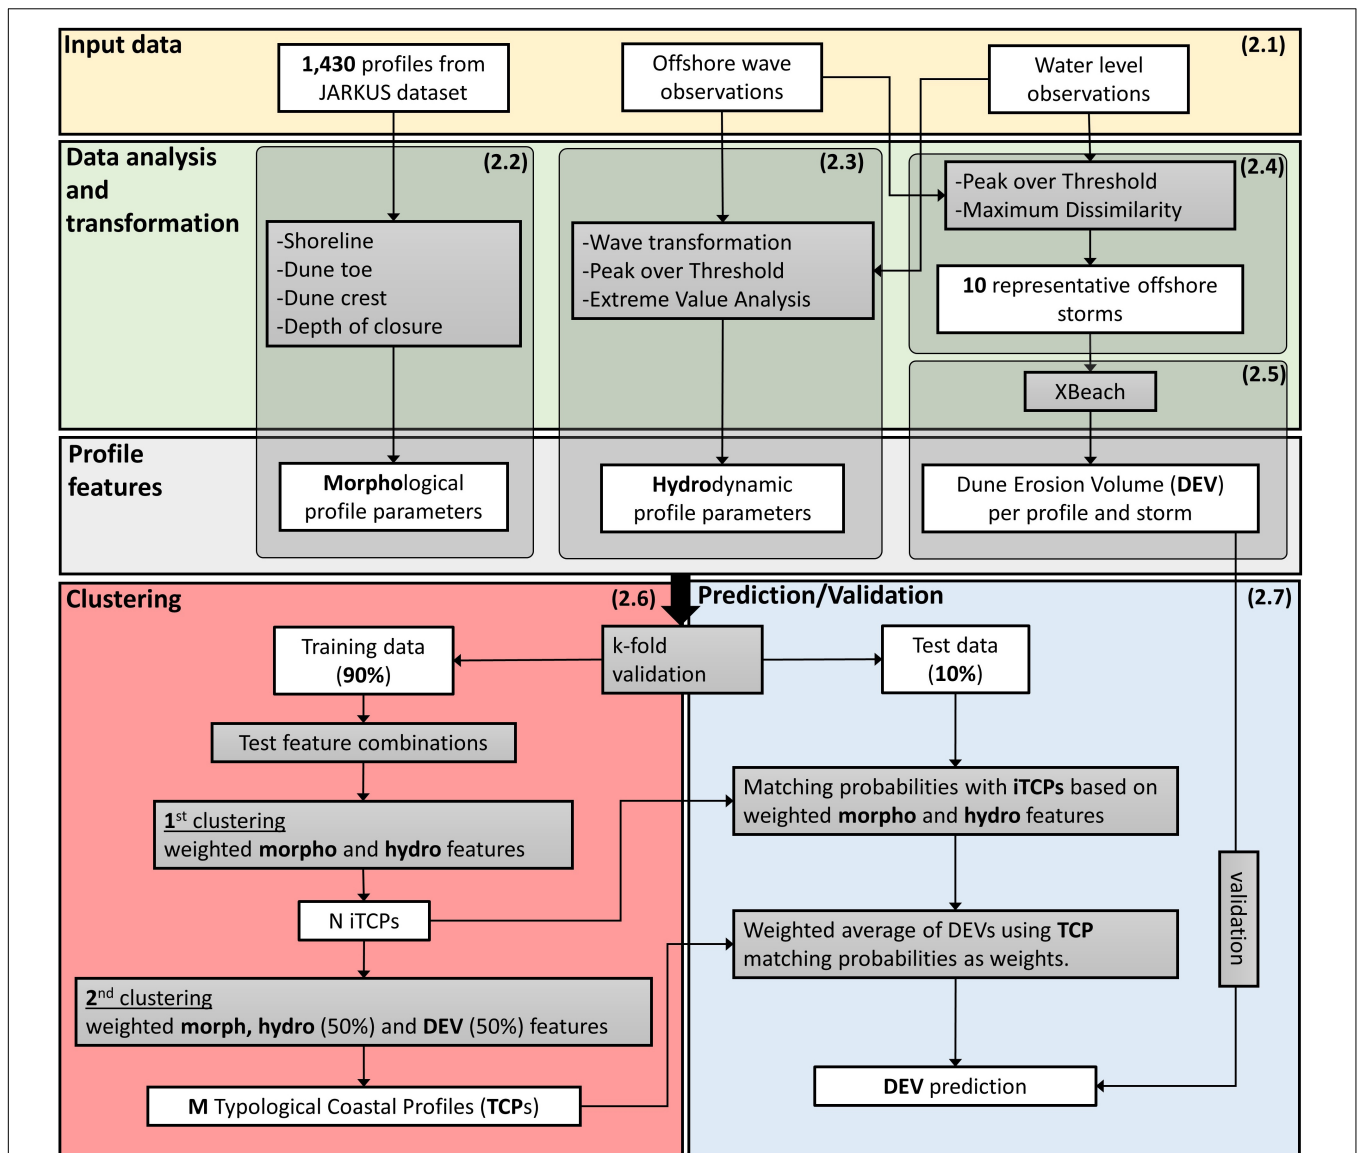 Input data
(2.1)
1,430 profiles from
JARKUS dataset
Offshore wave
observations
Water level
observations
Data analysis
and
transformation
(2.2)
-Shoreline
-Dune toe
-Dune crest
-Depth of closure
(2.3)
-Wave transformation
-Peak over Threshold
-Extreme Value Analysis
(2.4)
-Peak over Threshold
-Maximum Dissimilarity
10 representative offshore
storms
(2.5)
XBeach
Profile
features
Morphological
profile parameters
Hydrodynamic
profile parameters
Dune Erosion Volume (DEV)
per profile and storm
Clustering
(2.6)
Prediction/Validation
(2.7)
Training data
(90%)
k-fold
validation
Test data
(10%)
Test feature combinations
1st clustering
weighted morpho and hydro features
N iTCPs
2nd clustering
weighted morph, hydro (50%) and DEV (50%) features
M Typological Coastal Profiles (TCPs)
Matching probabilities with iTCPs based on
weighted morpho and hydro features
Weighted average of DEVs using TCP
matching probabilities as weights.
validation
DEV prediction